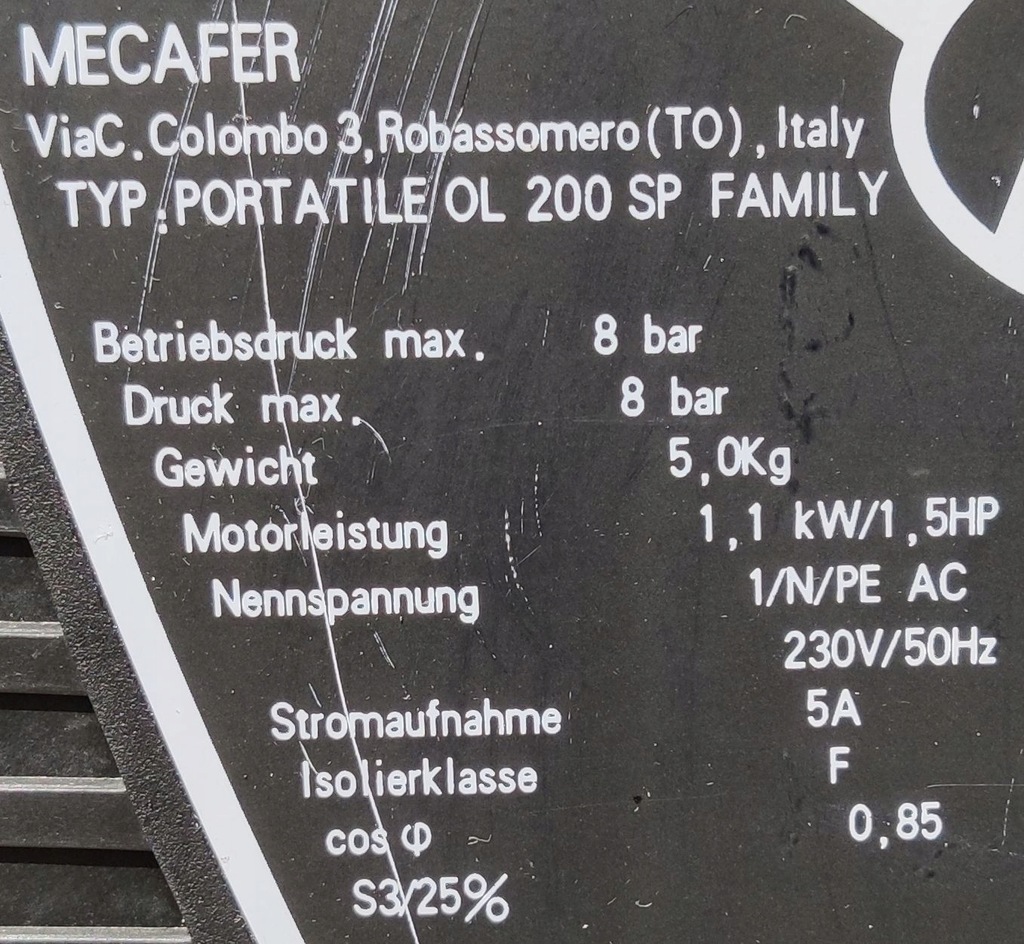 MECAFER
ViaC.Colombo 3,Robassomero(TO),Italy
TYP:PORTATILE OL 200 SP FAMILY
Betriebsdruck max. 8 bar
Druck max. 8 bar
Gewicht 5,0Kg
Motorleistung 1,1 kW/1,5HP
Nennspannung 1/N/PE AC
230V/50Hz
Stromaufnahme 5A
Isolierklasse F
cos φ 0,85
S3/25%